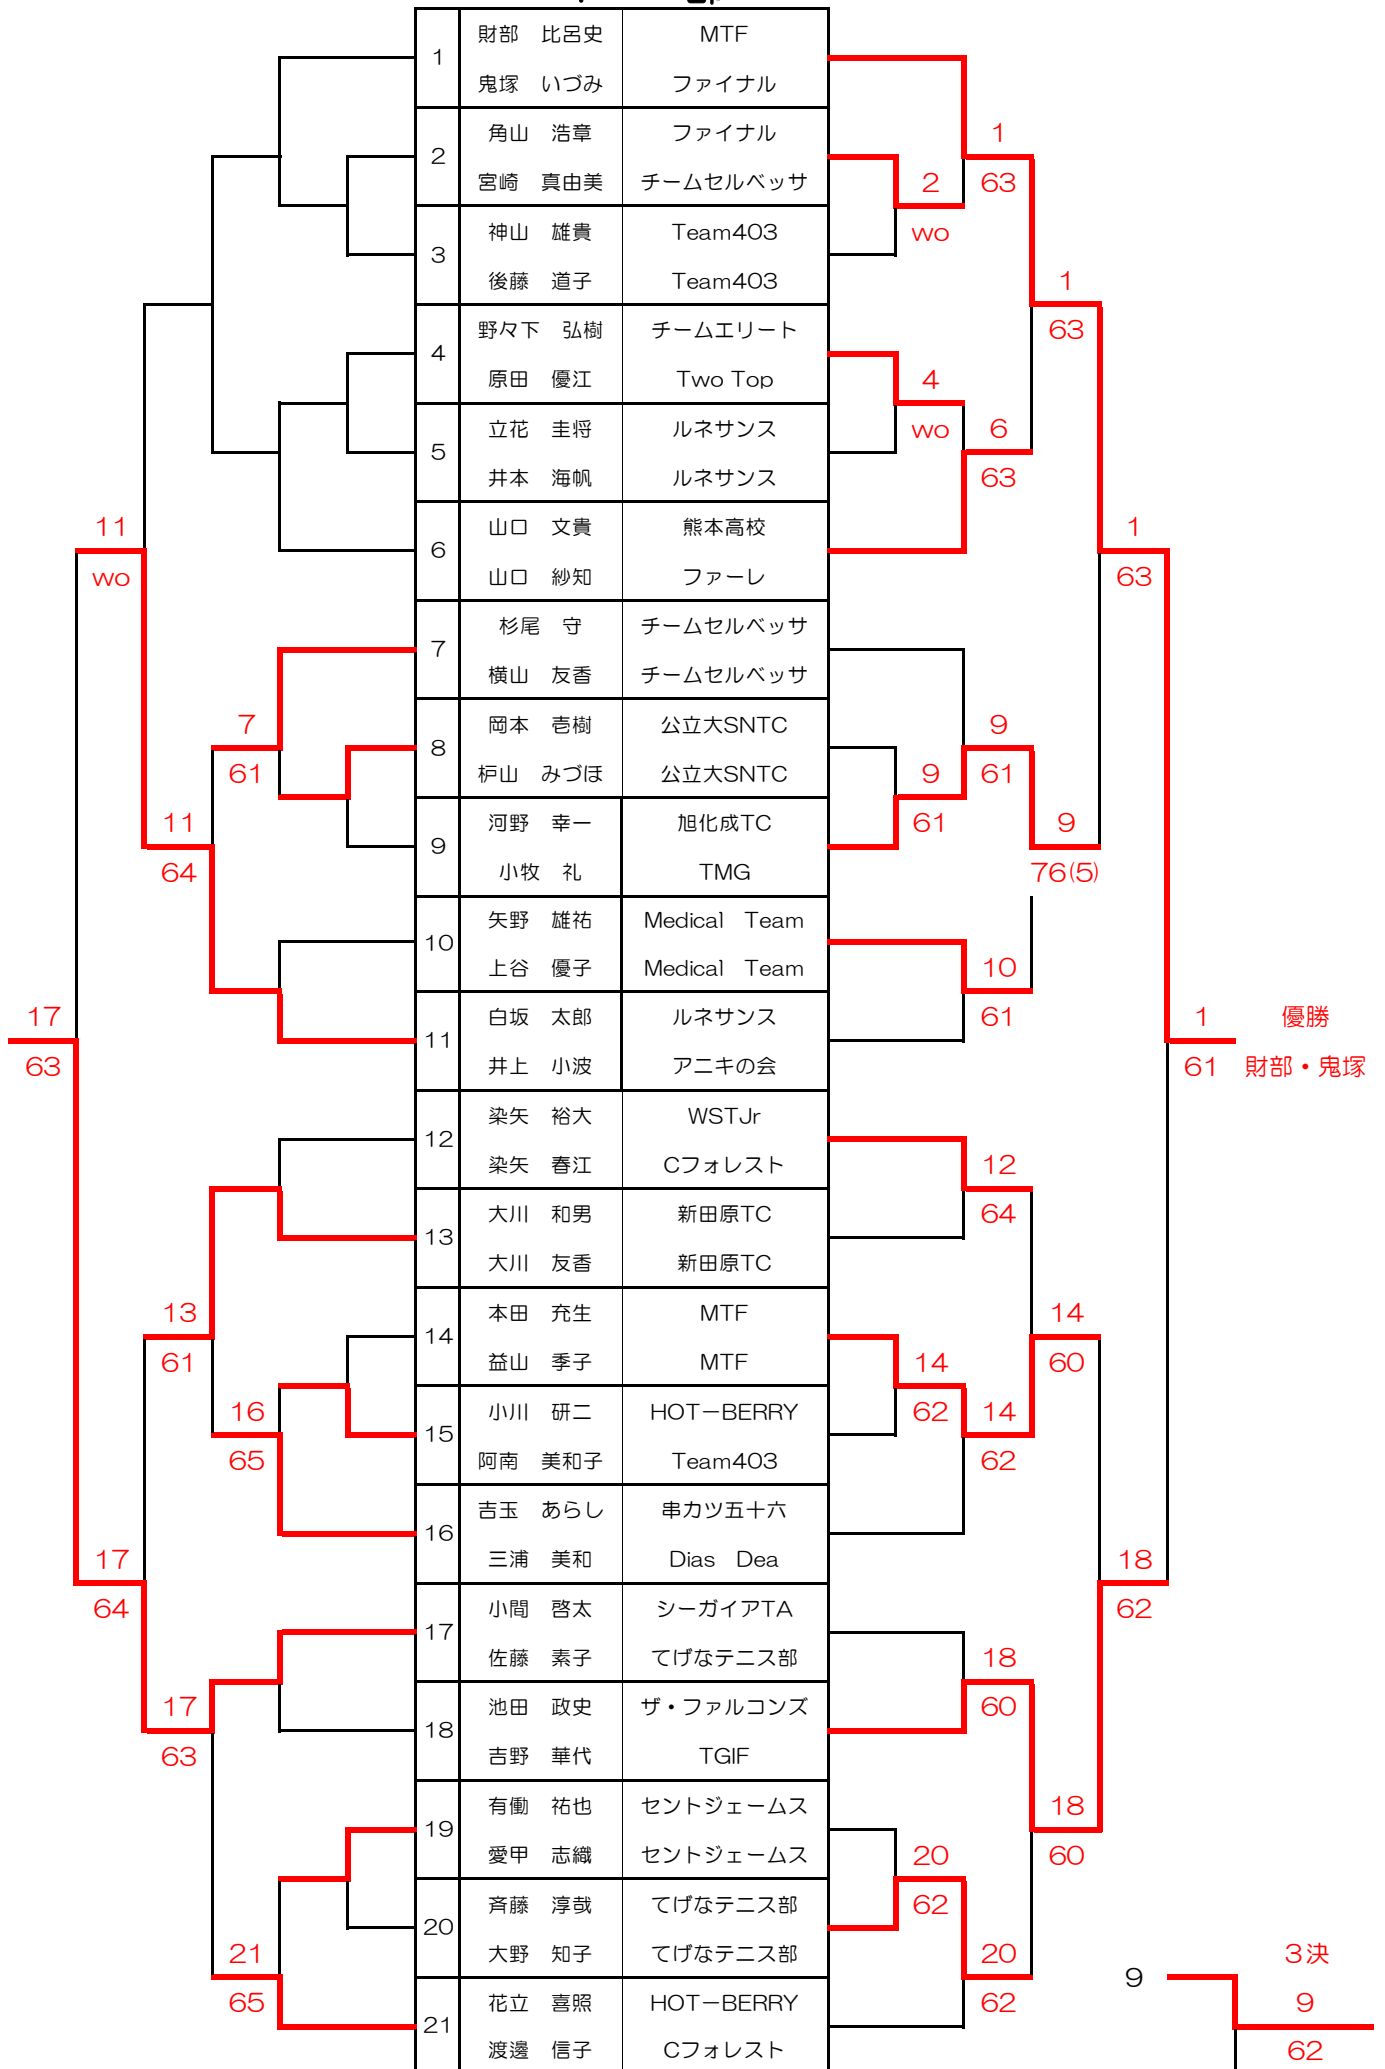 1 財部 比呂史 MTF
鬼塚 いづみ ファイナル
2 角山 浩章 ファイナル
宮崎 真由美 チームセルベッサ
3 神山 雄貴 Team403
後藤 道子 Team403
4 野々下 弘樹 チームエリート
原田 優江 Two Top
5 立花 圭将 ルネサンス
井本 海帆 ルネサンス
6 山口 文貴 熊本高校
山口 紗知 ファーレ
7 杉尾 守 チームセルベッサ
横山 友香 チームセルベッサ
8 岡本 壱樹 公立大SNTC
枦山 みづほ 公立大SNTC
9 河野 幸一 旭化成TC
小牧 礼 TMG
10 矢野 雄祐 Medical Team
上谷 優子 Medical Team
11 白坂 太郎 ルネサンス
井上 小波 アニキの会
12 染矢 裕大 WSTJr
染矢 春江 Cフォレスト
13 大川 和男 新田原TC
大川 友香 新田原TC
14 本田 充生 MTF
益山 季子 MTF
15 小川 研二 HOT−BERRY
阿南 美和子 Team403
16 吉玉 あらし 串カツ五十六
三浦 美和 Dias Dea
17 小間 啓太 シーガイアTA
佐藤 素子 てげなテニス部
18 池田 政史 ザ・ファルコンズ
吉野 華代 TGIF
19 有働 祐也 セントジェームス
愛甲 志織 セントジェームス
20 斉藤 淳哉 てげなテニス部
大野 知子 てげなテニス部
21 花立 喜照 HOT−BERRY
渡邊 信子 Cフォレスト
11
wo
7
61
11
64
17
63
13
61
16
65
17
64
17
63
21
65
1
63
2
wo
1
63
4
wo
6
63
1
63
9
61
9
61
9
76(5)
10
61
1 優勝
61 財部・鬼塚
12
64
14
60
14
62
14
62
18
62
18
60
18
60
20
62
20
62
3決
9
9
62